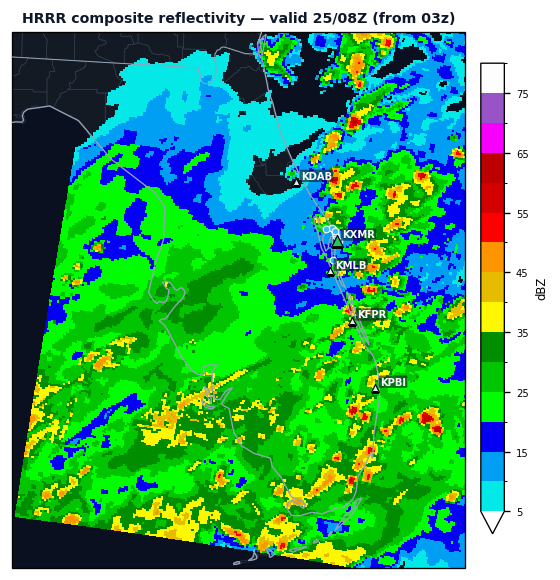 HRRR composite reflectivity — valid 25/08Z (from 03z)
75
65
55
45
35
25
15
5
dBZ
KDAB
KXMR
KMLB
KFPR
KPBI